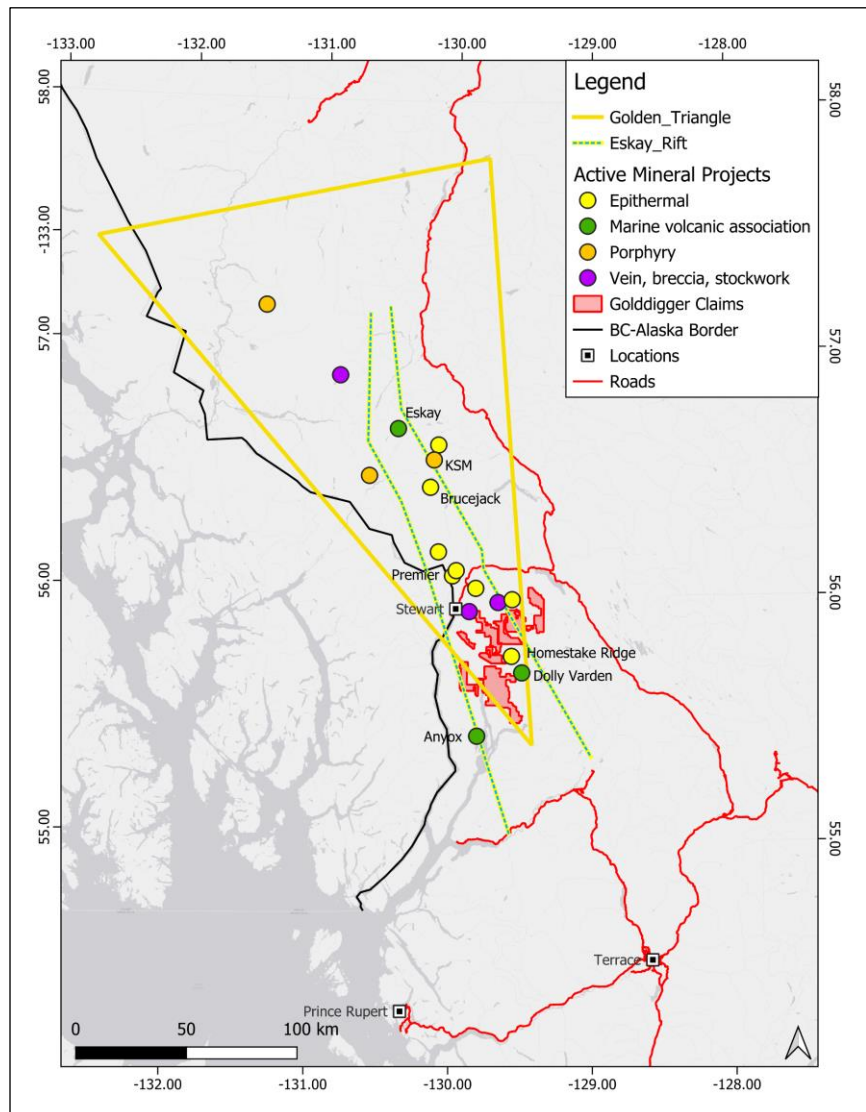 -133.00 -132.00 -131.00 -130.00 -129.00 -128.00
58.00
-133.00
57.00
56.00
55.00
58.00
57.00
56.00
55.00
Legend
Golden_Triangle
Eskay_Rift
Active Mineral Projects
Epithermal
Marine volcanic association
Porphyry
Vein, breccia, stockwork
Golddigger Claims
BC-Alaska Border
Locations
Roads
Eskay
KSM
Brucejack
Premier
Stewart
Homestake Ridge
Dolly Varden
Anyox
Terrace
Prince Rupert
0 50 100 km
-132.00 -131.00 -130.00 -129.00 -128.00